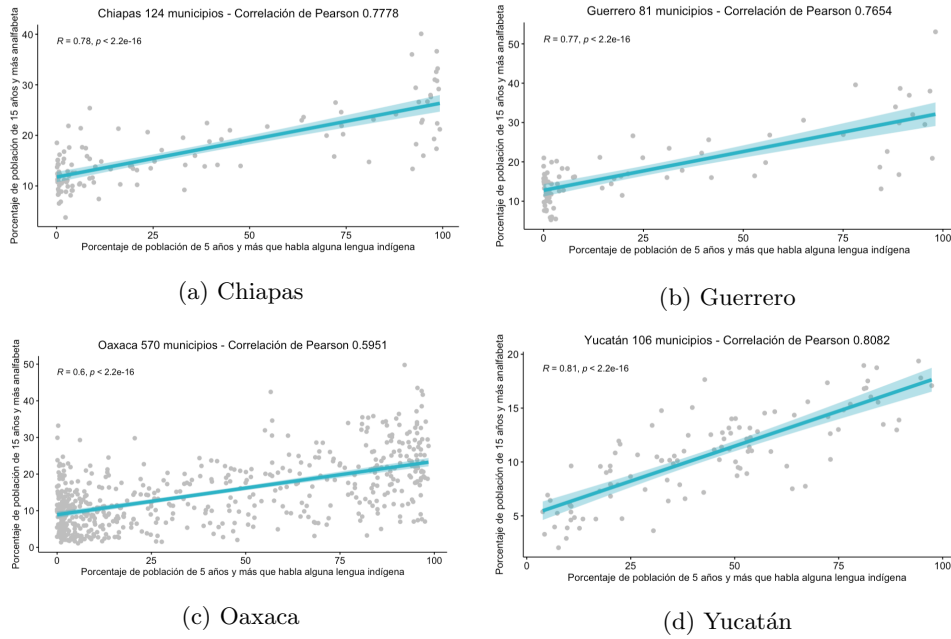 Chiapas 124 municipios - Correlación de Pearson 0.7778
R = 0.78, p < 2.2e-16
Porcentaje de población de 15 años y más analfabeta
40
30
20
10
0
25
50
75
100
Porcentaje de población de 5 años y más que habla alguna lengua indígena
(a) Chiapas
Guerrero 81 municipios - Correlación de Pearson 0.7654
R = 0.77, p < 2.2e-16
Porcentaje de población de 15 años y más analfabeta
50
40
30
20
10
0
25
50
75
100
Porcentaje de población de 5 años y más que habla alguna lengua indígena
(b) Guerrero
Oaxaca 570 municipios - Correlación de Pearson 0.5951
R = 0.6, p < 2.2e-16
Porcentaje de población de 15 años y más analfabeta
50
40
30
20
10
0
0
25
50
75
100
Porcentaje de población de 5 años y más que habla alguna lengua indígena
(c) Oaxaca
Yucatán 106 municipios - Correlación de Pearson 0.8082
R = 0.81, p < 2.2e-16
Porcentaje de población de 15 años y más analfabeta
20
15
10
5
0
25
50
75
100
Porcentaje de población de 5 años y más que habla alguna lengua indígena
(d) Yucatán